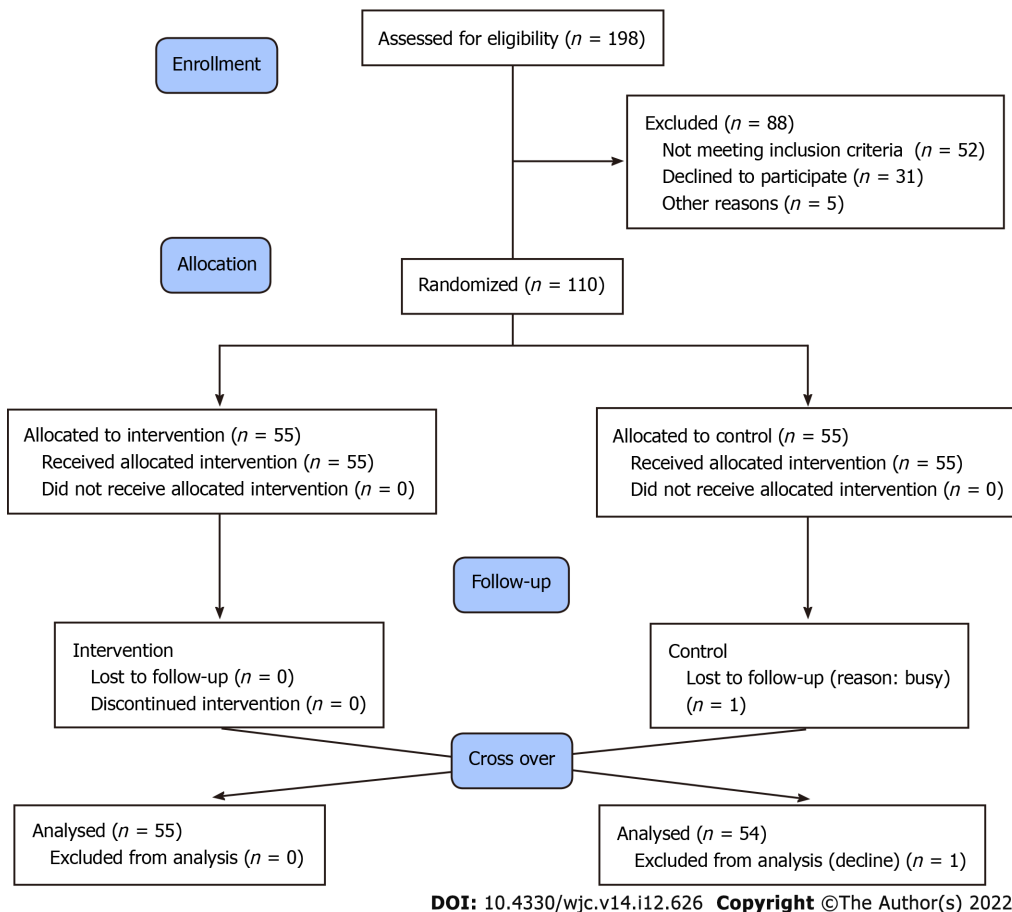 Assessed for eligibility (n = 198)
Enrollment
Excluded (n = 88)
Not meeting inclusion criteria (n = 52)
Declined to participate (n = 31)
Other reasons (n = 5)
Allocation
Randomized (n = 110)
Allocated to intervention (n = 55)
Received allocated intervention (n = 55)
Did not receive allocated intervention (n = 0)
Allocated to control (n = 55)
Received allocated intervention (n = 55)
Did not receive allocated intervention (n = 0)
Follow-up
Intervention
Lost to follow-up (n = 0)
Discontinued intervention (n = 0)
Control
Lost to follow-up (reason: busy)
(n = 1)
Cross over
Analysed (n = 55)
Excluded from analysis (n = 0)
Analysed (n = 54)
Excluded from analysis (decline) (n = 1)
DOI: 10.4330/wjc.v14.i12.626 Copyright ©The Author(s) 2022